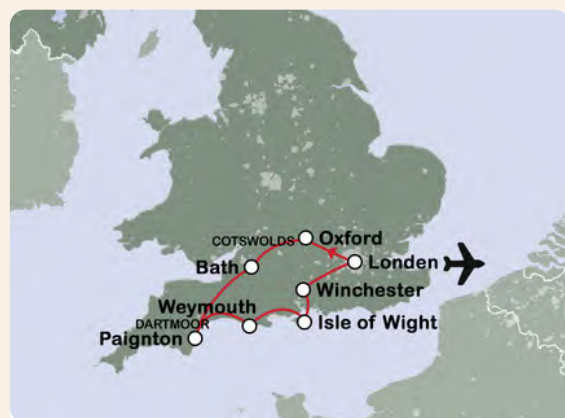 COTSWOLDS
Oxford
Bath
Londen
Winchester
Weymouth
DARTMOOR
Isle of Wight
Paignton